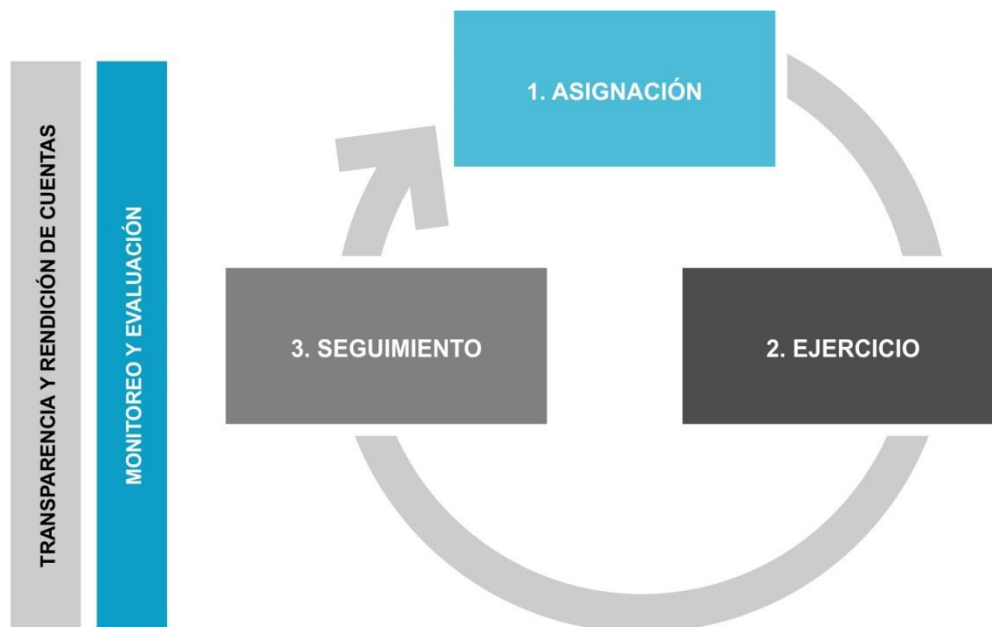 TRANSPARENCIA Y RENDICIÓN DE CUENTAS
MONITOREO Y EVALUACIÓN
1. ASIGNACIÓN
2. EJERCICIO
3. SEGUIMIENTO